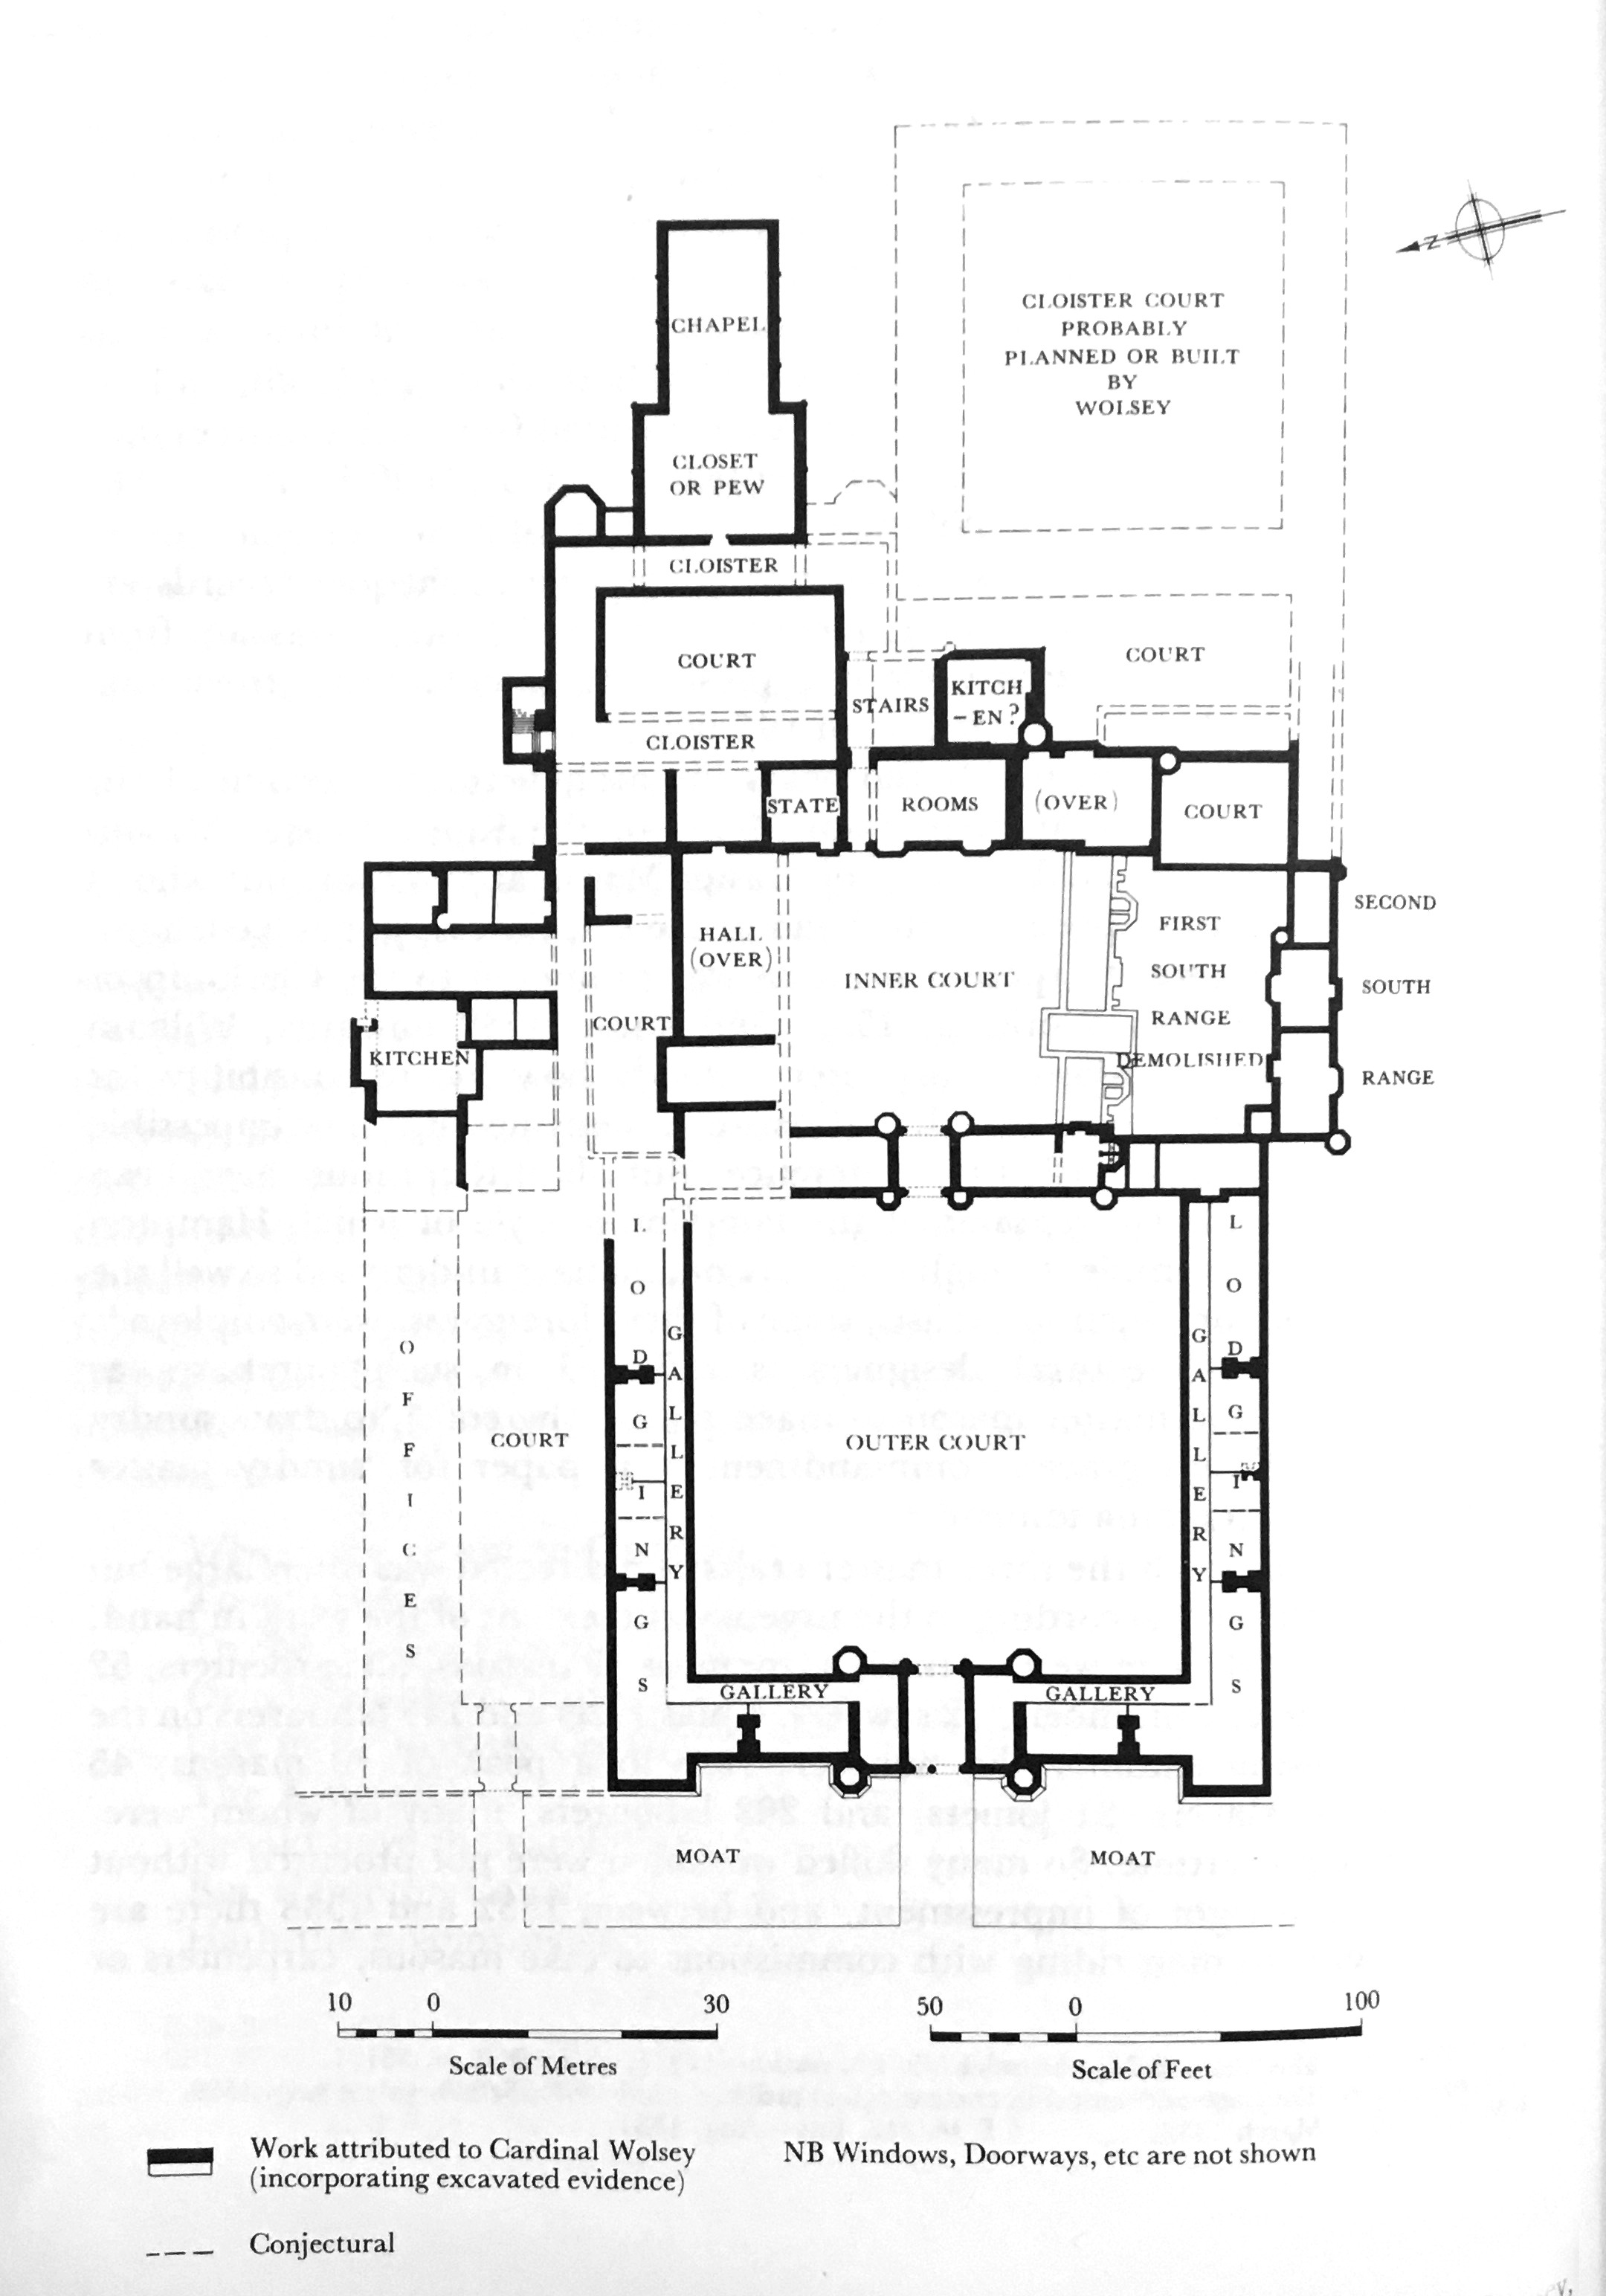 N
CLOISTER COURT
PROBABLY
PLANNED OR BUILT
BY
WOLSEY
CHAPEL
CLOSET
OR PEW
CLOISTER
COURT
COURT
STAIRS
KITCH
-EN?
CLOISTER
STATE
ROOMS
(OVER)
COURT
HALL
(OVER)
INNER COURT
FIRST
SOUTH
RANGE
DEMOLISHED
SECOND
SOUTH
RANGE
COURT
KITCHEN
LODGINGS
GALLERY
GALLERY
LODGINGS
OFFICES
COURT
OUTER COURT
GALLERY
GALLERY
MOAT
MOAT
10 0 30
Scale of Metres
50 0 100
Scale of Feet
Work attributed to Cardinal Wolsey
(incorporating excavated evidence)
NB Windows, Doorways, etc are not shown
Conjectural